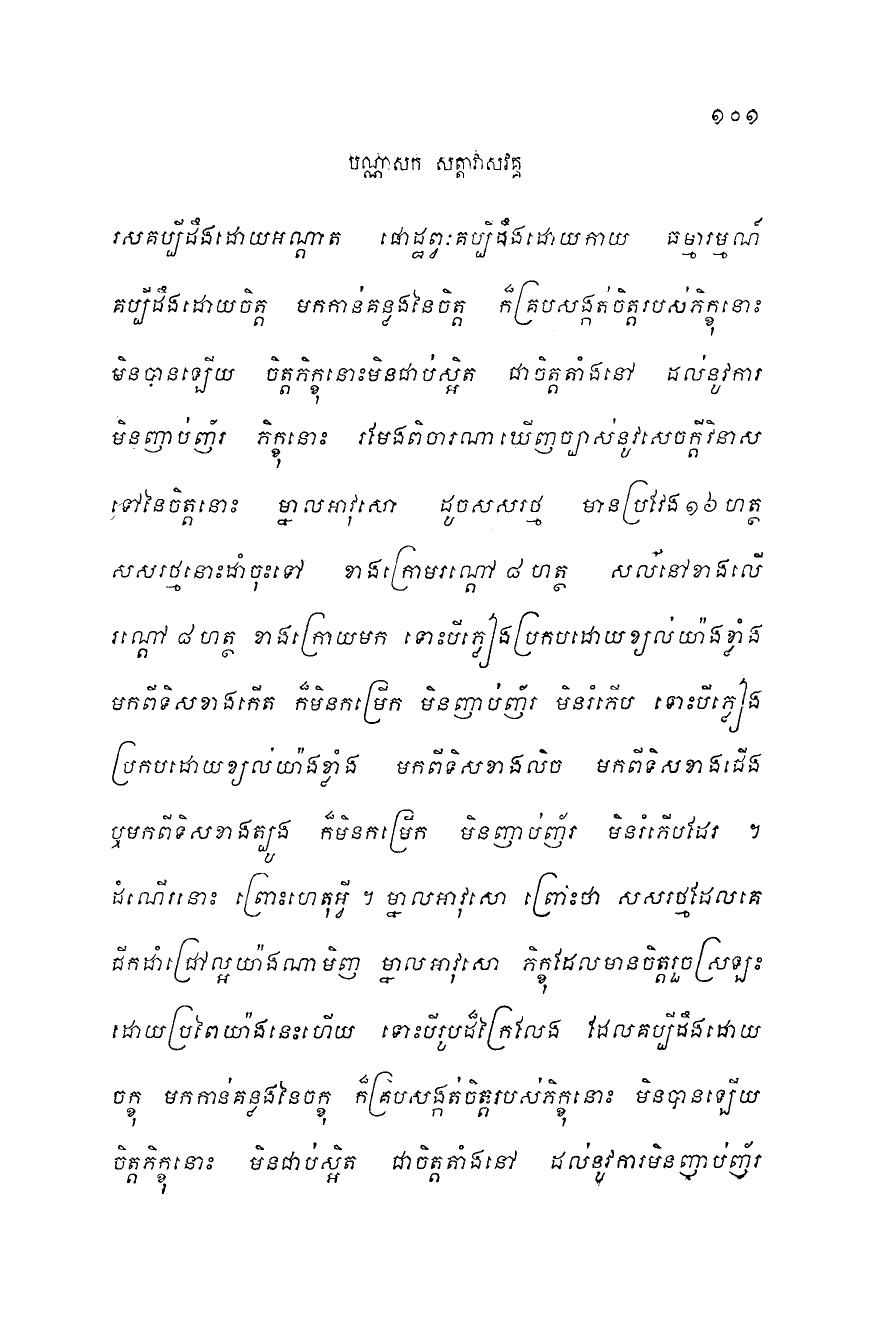 ១០១
បណ្ណាសក សត្តាវាសវគ្គ
រសគប្បីដឹងដោយអណ្តាត ផោដ្ឋព្វៈគប្បីដឹងដោយកាយ ធម្មារម្មណ៍
គប្បីដឹងដោយចិត្ត មកកាន់គន្លងនៃចិត្ត ក៏គ្របសង្កត់ចិត្តរបស់ភិក្ខុនោះ
មិនបានឡើយ ចិត្តភិក្ខុនោះមិនជាប់ស្អិត ជាចិត្តតាំងនៅ ដល់នូវការ
មិនញាប់ញ័រ ភិក្ខុនោះ រមែងពិចារណាឃើញច្បាស់នូវសេចក្តីវិនាស
ទៅនៃចិត្តនោះ ម្នាលអាវុសោ ដូចសសរថ្ម មានប្រវែង១៦ហត្ថ
សសរថ្មនោះដាំចុះទៅ ខាងក្រោមរណ្តៅ ៨ ហត្ថ សល់នៅខាងលើ
រណ្តៅ ៨ ហត្ថ ខាងក្រោយមក ទោះបីភ្លៀងប្រកបដោយខ្យល់យ៉ាងខ្លាំង
មកពីទិសខាងកើត ក៏មិនកម្រើក មិនញាប់ញ័រ មិនរំភើប ទោះបីភ្លៀង
ប្រកបដោយខ្យល់យ៉ាងខ្លាំង មកពីទិសខាងលិច មកពីទិសខាងជើង
ឬមកពីទិសខាងត្បូង ក៏មិនកម្រើក មិនញាប់ញ័រ មិនរំភើបដែរ ។
ដំណើរនោះ ព្រោះហេតុអ្វី ។ ម្នាលអាវុសោ ព្រោះថា សសរថ្មដែលគេ
ជីកដាំជ្រៅល្អយ៉ាងណាមិញ ម្នាលអាវុសោ ភិក្ខុដែលមានចិត្តរួចស្រឡះ
ដោយប្រពៃយ៉ាងនេះហើយ ទោះបីរូបដ៏ក្រៃលែង ដែលគប្បីដឹងដោយ
ចក្ខុ មកកាន់គន្លងនៃចក្ខុ ក៏គ្របសង្កត់ចិត្តរបស់ភិក្ខុនោះ មិនបានឡើយ
ចិត្តភិក្ខុនោះ មិនជាប់ស្អិត ជាចិត្តតាំងនៅ ដល់នូវការមិនញាប់ញ័រ